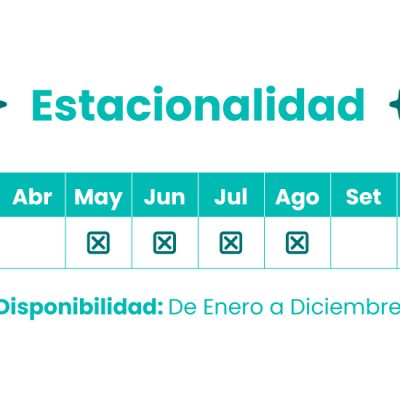 Estacionalidad
Abr May Jun Jul Ago Set
Disponibilidad: De Enero a Diciembre